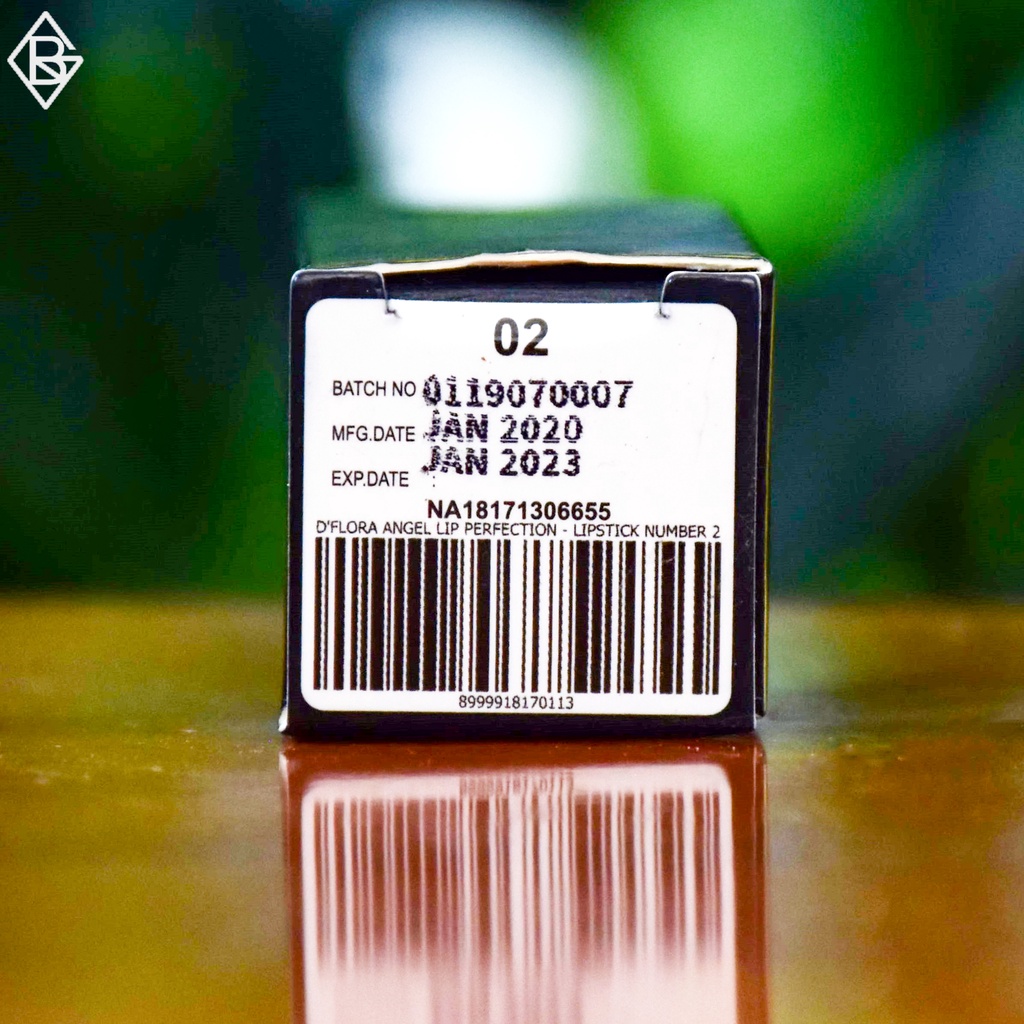 02
BATCH NO 0119070007
MFG.DATE JAN 2020
EXP.DATE : JAN 2023
NA18171306655
D'FLORA ANGEL LIP PERFECTION - LIPSTICK NUMBER 2
8999918170113